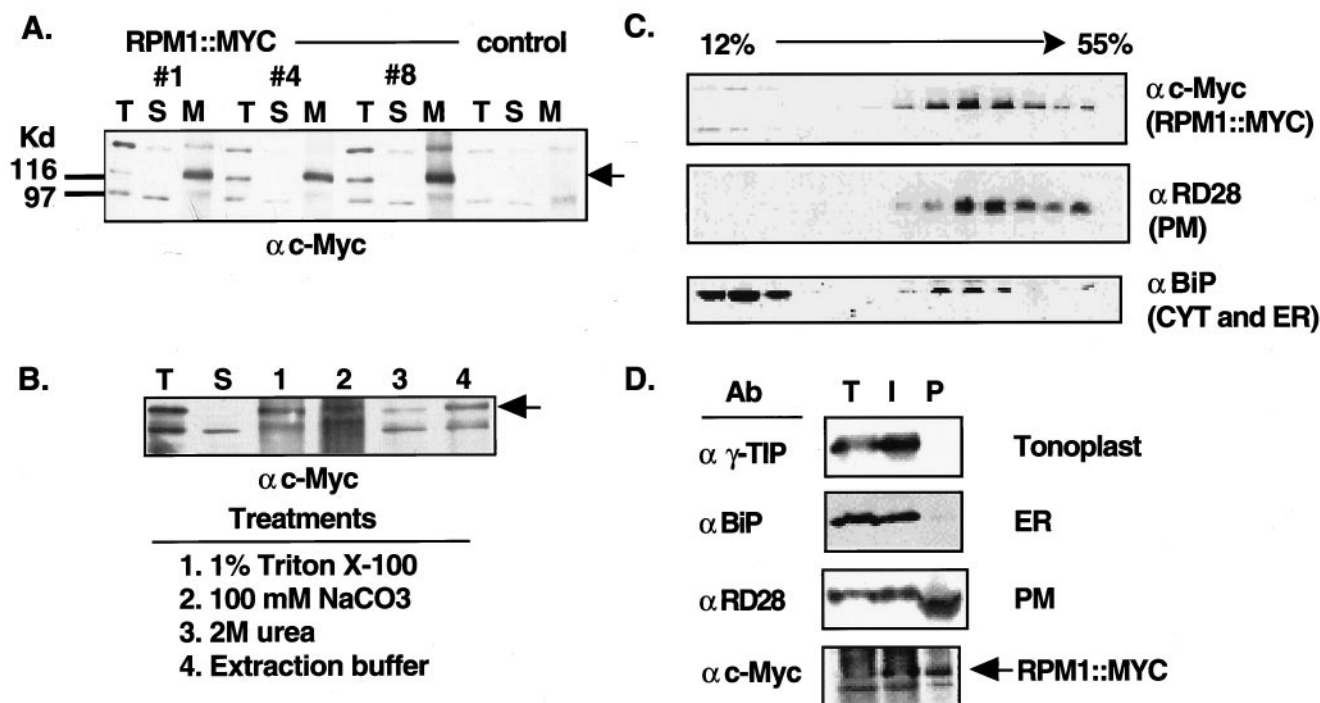 A.
RPM1::MYC control
#1 #4 #8
T S M T S M T S M T S M
Kd
116
97
α c-Myc
B.
T S 1 2 3 4
α c-Myc
Treatments
1. 1% Triton X-100
2. 100 mM NaCO3
3. 2M urea
4. Extraction buffer
C.
12% 55%
α c-Myc
(RPM1::MYC)
α RD28
(PM)
α BiP
(CYT and ER)
D.
Ab T I P
α γ-TIP Tonoplast
α BiP ER
α RD28 PM
α c-Myc RPM1::MYC